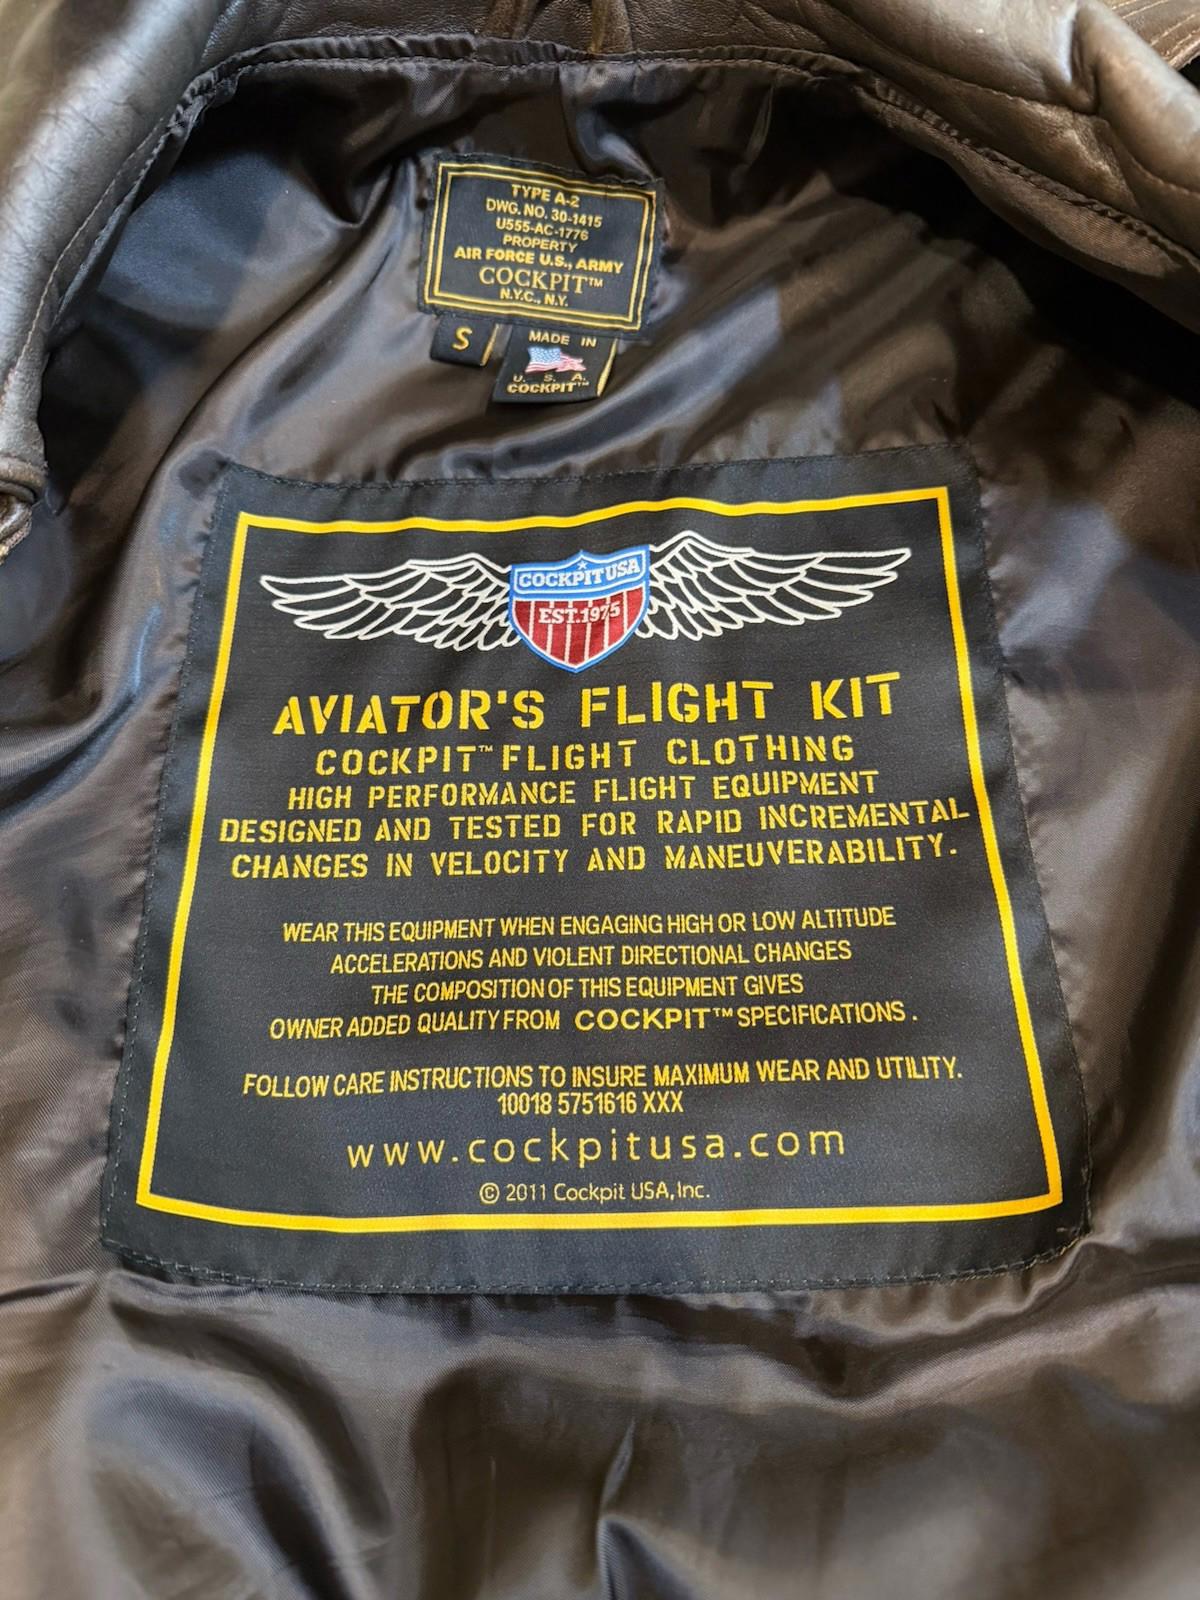 TYPE A-2
DWG. NO. 30-1415
U555-AC-1776
PROPERTY
AIR FORCE U.S., ARMY
COCKPIT™
N.Y.C., N.Y.
S
MADE IN
U. S. A.
COCKPIT™
COCKPIT USA
EST. 1975
AVIATOR'S FLIGHT KIT
COCKPIT™ FLIGHT CLOTHING
HIGH PERFORMANCE FLIGHT EQUIPMENT
DESIGNED AND TESTED FOR RAPID INCREMENTAL
CHANGES IN VELOCITY AND MANEUVERABILITY.
WEAR THIS EQUIPMENT WHEN ENGAGING HIGH OR LOW ALTITUDE
ACCELERATIONS AND VIOLENT DIRECTIONAL CHANGES
THE COMPOSITION OF THIS EQUIPMENT GIVES
OWNER ADDED QUALITY FROM COCKPIT™ SPECIFICATIONS.
FOLLOW CARE INSTRUCTIONS TO INSURE MAXIMUM WEAR AND UTILITY.
10018 5751616 XXX
www.cockpitusa.com
© 2011 Cockpit USA, Inc.